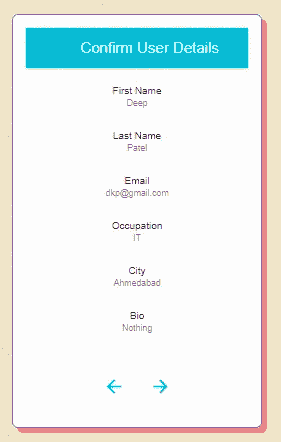 Confirm User Details
First Name
Deep
Last Name
Patel
Email
dkp@gmail.com
Occupation
IT
City
Ahmedabad
Bio
Nothing